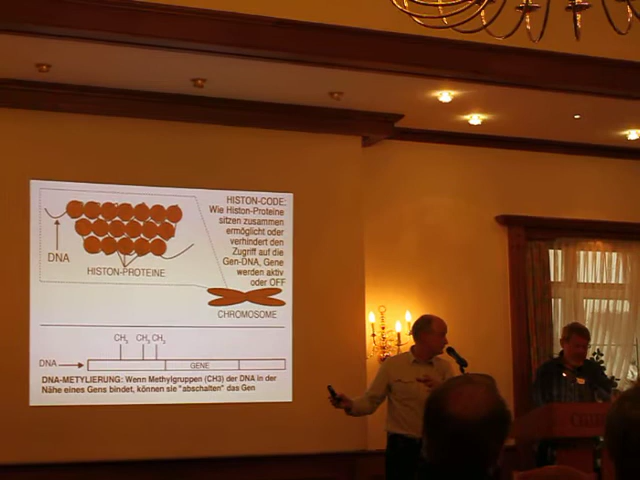 HISTON-CODE:
Wie Histon-Proteine
sitzen zusammen
ermöglicht oder
verhindert den
Zugriff auf die
Gen-DNA, Gene
werden aktiv
oder OFF
DNA
HISTON-PROTEINE
CHROMOSOME
CH3 CH3 CH3
DNA
GENE
DNA-METYLIERUNG: Wenn Methylgruppen (CH3) der DNA in der
Nähe eines Gens bindet, können sie "abschalten" das Gen